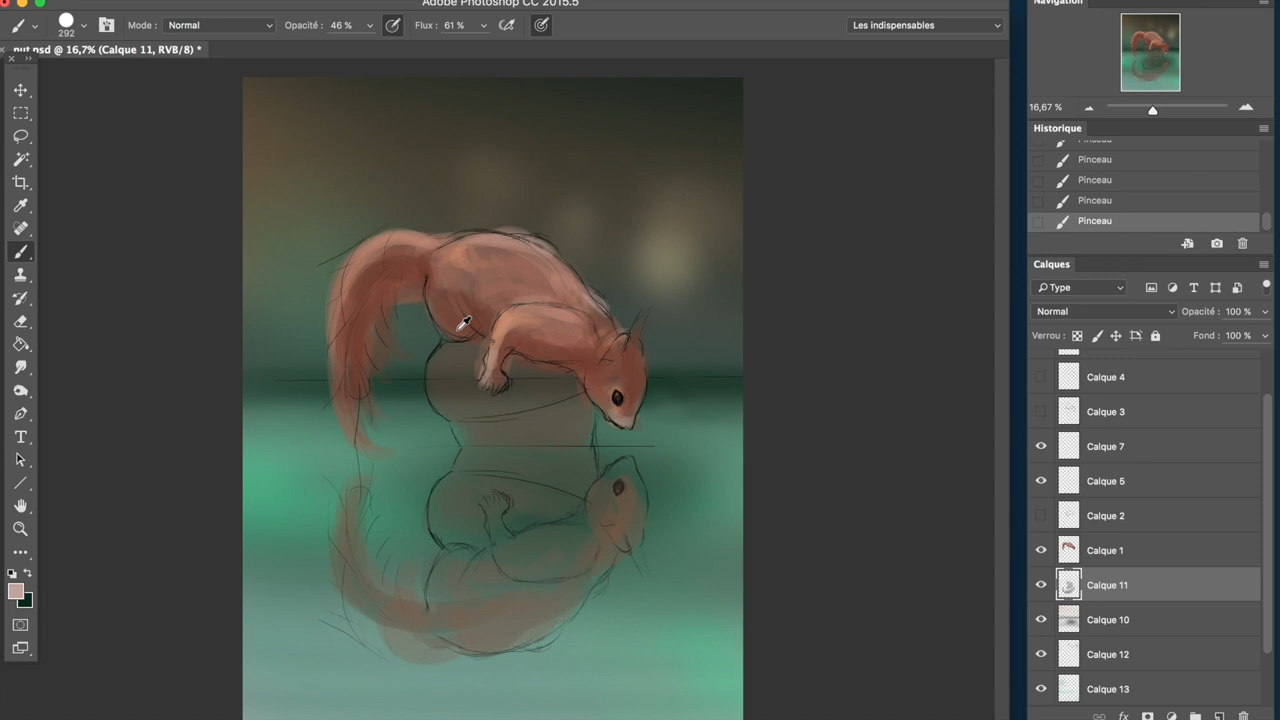 Adobe Photoshop CC 2015.5
Navigation
292
Mode : Normal
Opacité : 46 %
Flux : 61 %
Les indispensables
nut.psd @ 16,7% (Calque 11, RVB/8) *
16,67 %
Historique
Pinceau
Pinceau
Pinceau
Pinceau
Pinceau
Calques
Type
Normal
Opacité : 100 %
Verrou :
Fond : 100 %
Calque 4
Calque 3
Calque 7
Calque 5
Calque 2
Calque 1
Calque 11
Calque 10
Calque 12
Calque 13
fx